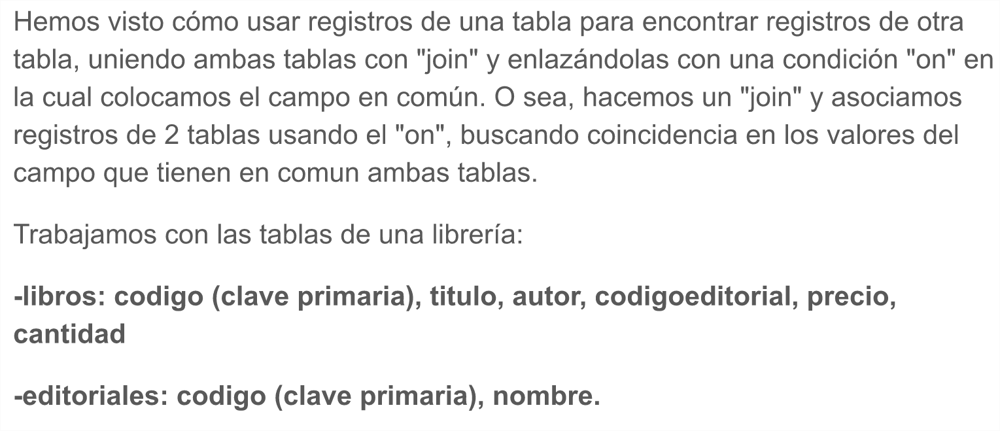 Hemos visto cómo usar registros de una tabla para encontrar registros de otra
tabla, uniendo ambas tablas con "join" y enlazándolas con una condición "on" en
la cual colocamos el campo en común. O sea, hacemos un "join" y asociamos
registros de 2 tablas usando el "on", buscando coincidencia en los valores del
campo que tienen en comun ambas tablas.
Trabajamos con las tablas de una librería:
-libros: codigo (clave primaria), titulo, autor, codigoeditorial, precio,
cantidad
-editoriales: codigo (clave primaria), nombre.